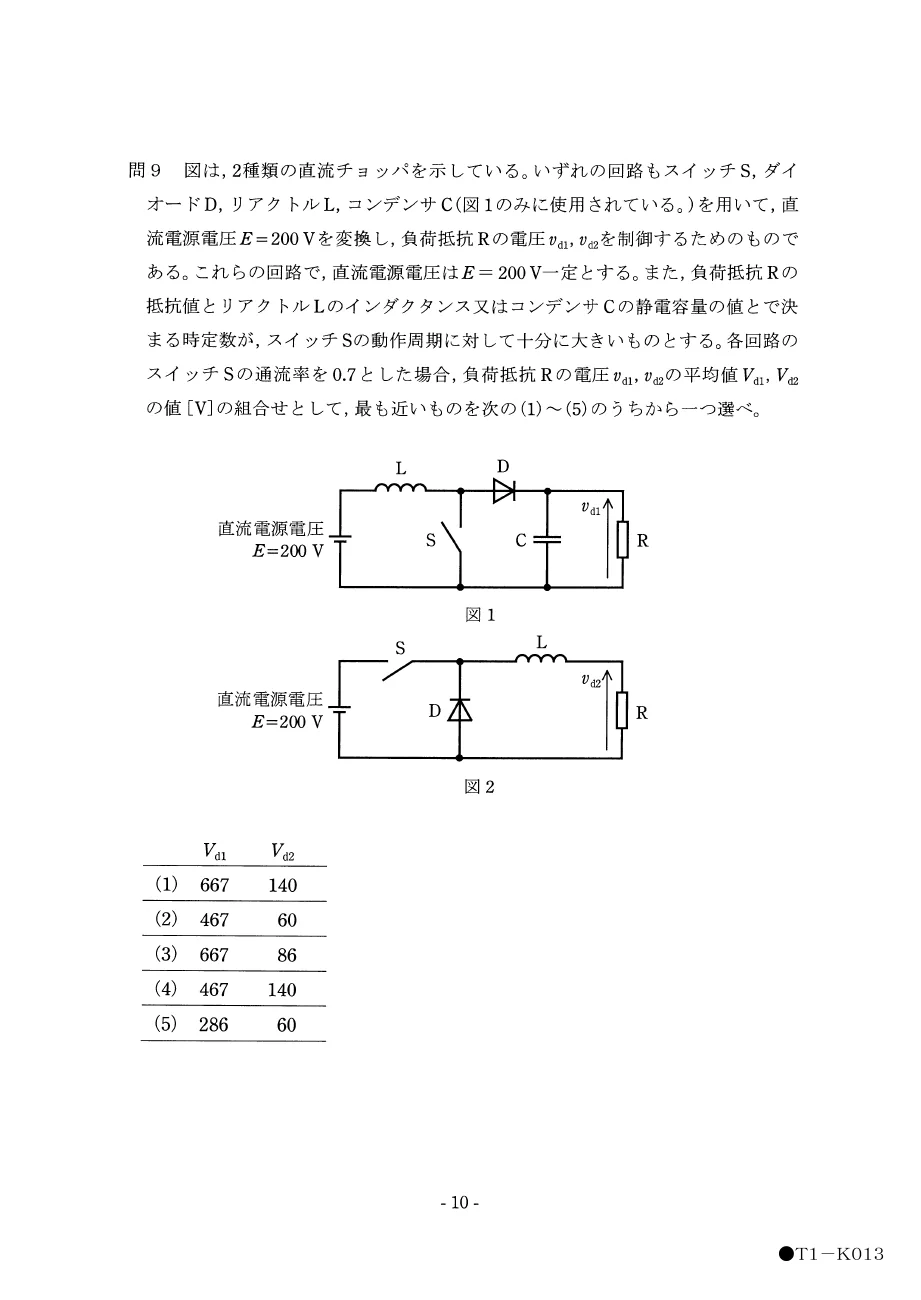 問９　図は，2種類の直流チョッパを示している。いずれの回路もスイッチS，ダイ
オードD，リアクトルL，コンデンサC(図1のみに使用されている。)を用いて，直
流電源電圧E＝200 Vを変換し，負荷抵抗Rの電圧vd1，vd2を制御するためのもので
ある。これらの回路で，直流電源電圧はE ＝ 200 V一定とする。また，負荷抵抗Rの
抵抗値とリアクトルLのインダクタンス又はコンデンサCの静電容量の値とで決
まる時定数が，スイッチSの動作周期に対して十分に大きいものとする。各回路の
スイッチSの通流率を0.7とした場合，負荷抵抗Rの電圧vd1，vd2の平均値Vd1，Vd2
の値[V]の組合せとして，最も近いものを次の(1)～(5)のうちから一つ選べ。
L
D
直流電源電圧
E＝200 V
S
C
vd1
R
図1
S
L
直流電源電圧
E＝200 V
D
vd2
R
図2
Vd1 Vd2
(1) 667 140
(2) 467 60
(3) 667 86
(4) 467 140
(5) 286 60
- 10 -
●T1－K013